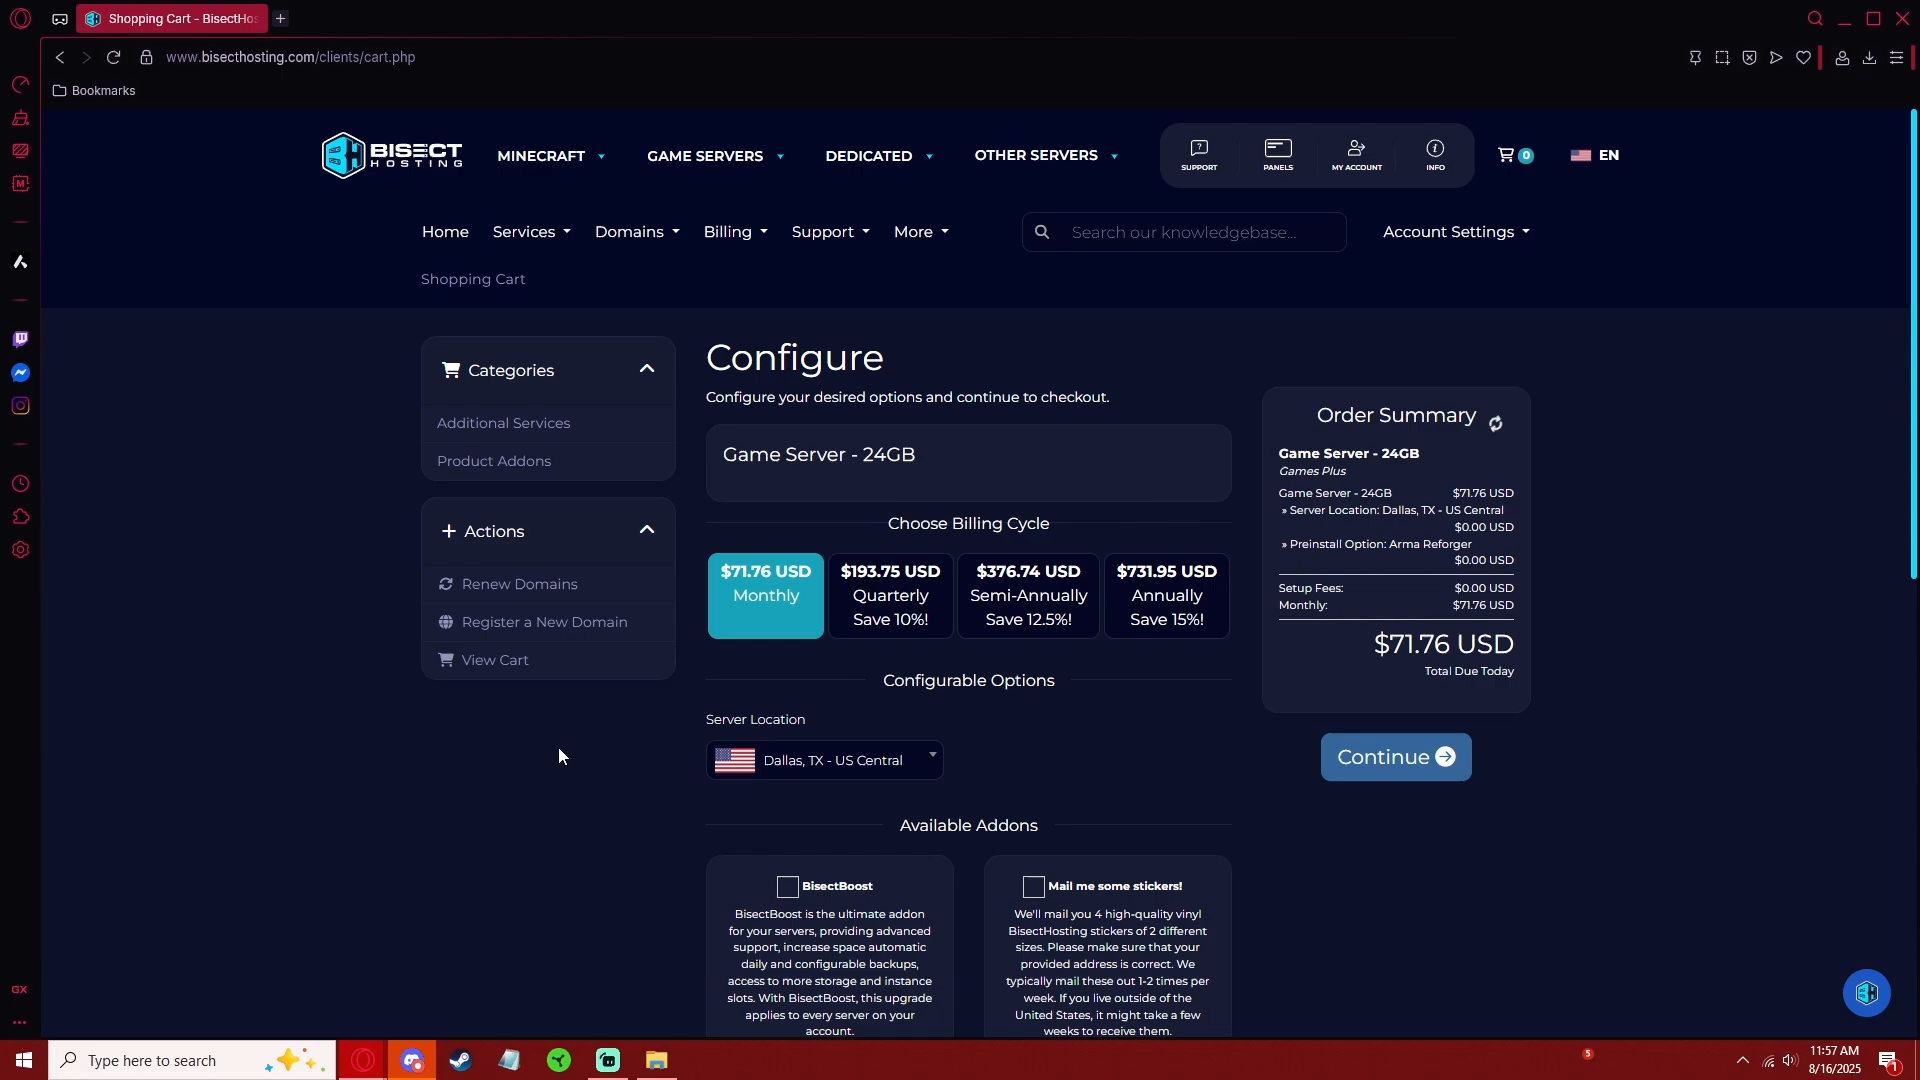 Shopping Cart - BisectHos
www.bisecthosting.com/clients/cart.php
Bookmarks
BISECT
HOSTING
MINECRAFT
GAME SERVERS
DEDICATED
OTHER SERVERS
SUPPORT
PANELS
MY ACCOUNT
INFO
0
EN
Home
Services
Domains
Billing
Support
More
Search our knowledgebase...
Account Settings
Shopping Cart
Categories
Additional Services
Product Addons
Actions
Renew Domains
Register a New Domain
View Cart
Configure
Configure your desired options and continue to checkout.
Game Server - 24GB
Choose Billing Cycle
$71.76 USD
Monthly
$193.75 USD
Quarterly
Save 10%!
$376.74 USD
Semi-Annually
Save 12.5%!
$731.95 USD
Annually
Save 15%!
Configurable Options
Server Location
Dallas, TX - US Central
Available Addons
BisectBoost
BisectBoost is the ultimate addon
for your servers, providing advanced
support, increase space automatic
daily and configurable backups,
access to more storage and instance
slots. With BisectBoost, this upgrade
applies to every server on your
account.
Mail me some stickers!
We'll mail you 4 high-quality vinyl
BisectHosting stickers of 2 different
sizes. Please make sure that your
provided address is correct. We
typically mail these out 1-2 times per
week. If you live outside of the
United States, it might take a few
weeks to receive them.
Order Summary
Game Server - 24GB
Games Plus
Game Server - 24GB $71.76 USD
» Server Location: Dallas, TX - US Central
$0.00 USD
» Preinstall Option: Arma Reforger
$0.00 USD
Setup Fees: $0.00 USD
Monthly: $71.76 USD
$71.76 USD
Total Due Today
Continue
GX
Type here to search
5
11:57 AM
8/16/2025
1